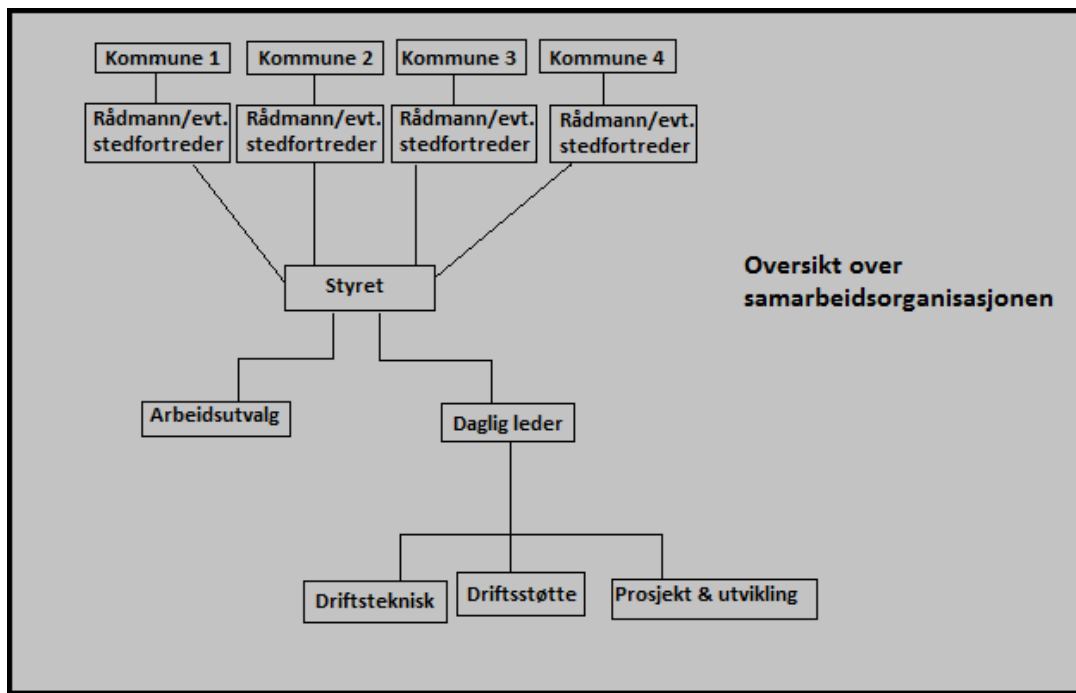 Kommune 1
Kommune 2
Kommune 3
Kommune 4
Rådmann/evt.
stedfortreder
Rådmann/evt.
stedfortreder
Rådmann/evt.
stedfortreder
Rådmann/evt.
stedfortreder
Styret
Oversikt over
samarbeidsorganisasjonen
Arbeidsutvalg
Daglig leder
Driftsteknisk
Driftsstøtte
Prosjekt & utvikling